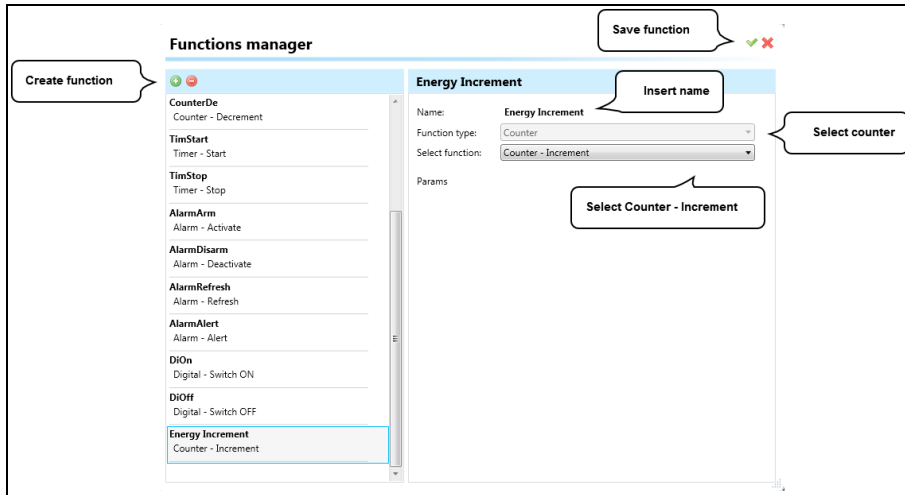 Save function
Functions manager
Create function
Energy Increment
Insert name
CounterDe
Counter - Decrement
TimStart
Timer - Start
TimStop
Timer - Stop
AlarmArm
Alarm - Activate
AlarmDisarm
Alarm - Deactivate
AlarmRefresh
Alarm - Refresh
AlarmAlert
Alarm - Alert
DiOn
Digital - Switch ON
DiOff
Digital - Switch OFF
Energy Increment
Counter - Increment
Name: Energy Increment
Function type: Counter
Select counter
Select function: Counter - Increment
Params
Select Counter - Increment